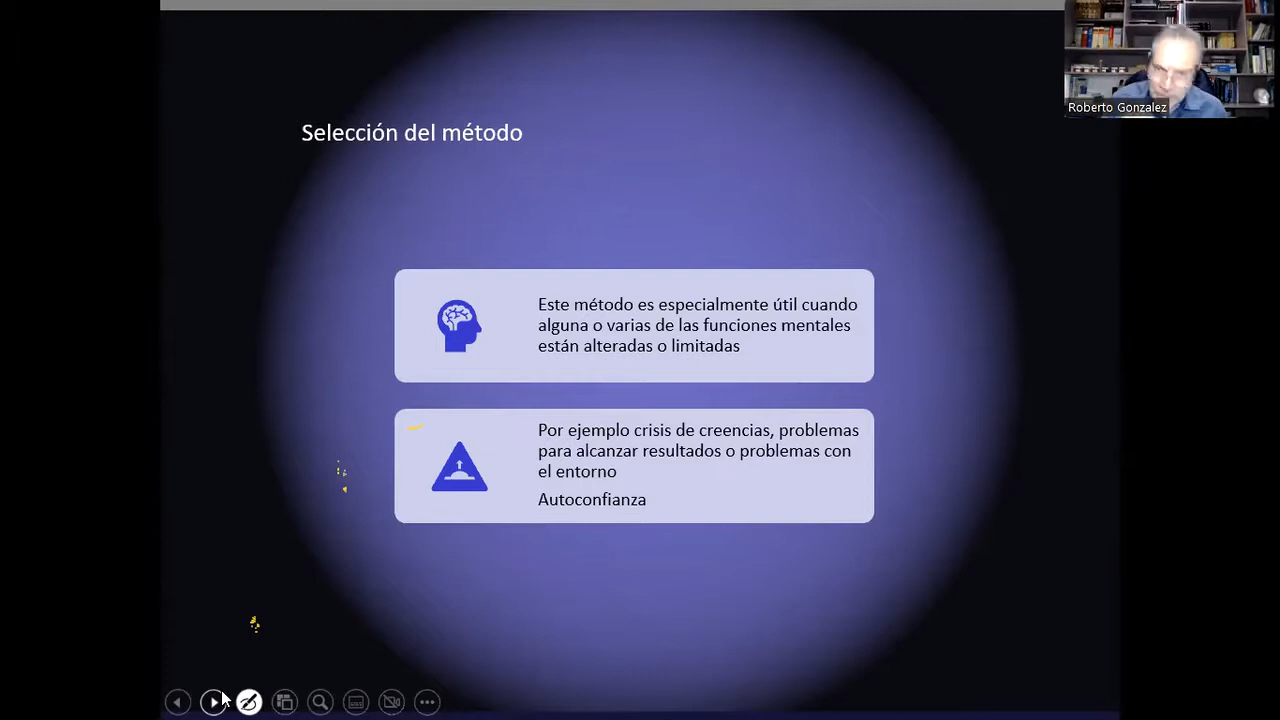 Selección del método
Este método es especialmente útil cuando
alguna o varias de las funciones mentales
están alteradas o limitadas
Por ejemplo crisis de creencias, problemas
para alcanzar resultados o problemas con
el entorno
Autoconfianza
Roberto Gonzalez